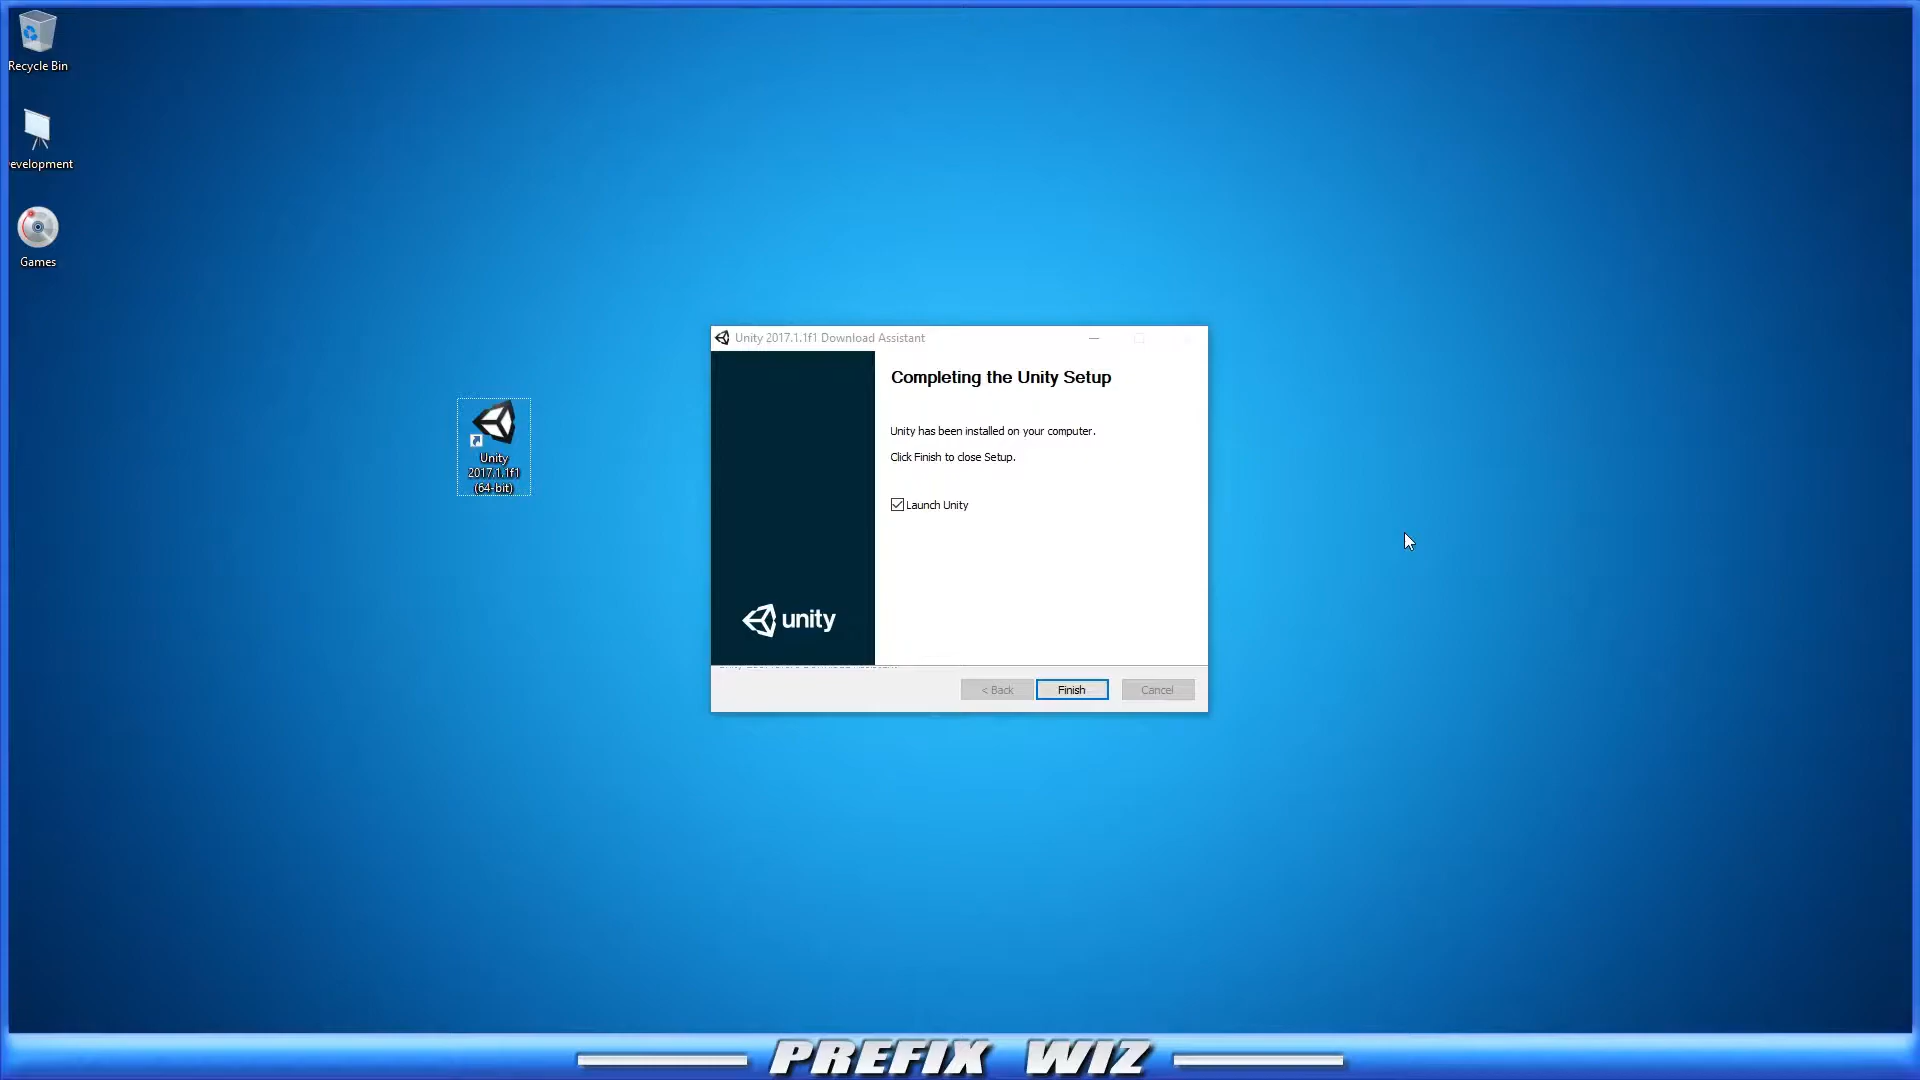 Recycle Bin
evelopment
Games
Unity
2017.1.1f1
(64-bit)
Unity 2017.1.1f1 Download Assistant
Completing the Unity Setup
Unity has been installed on your computer.
Click Finish to close Setup.
Launch Unity
unity
< Back
Finish
Cancel
PREFIX WIZ